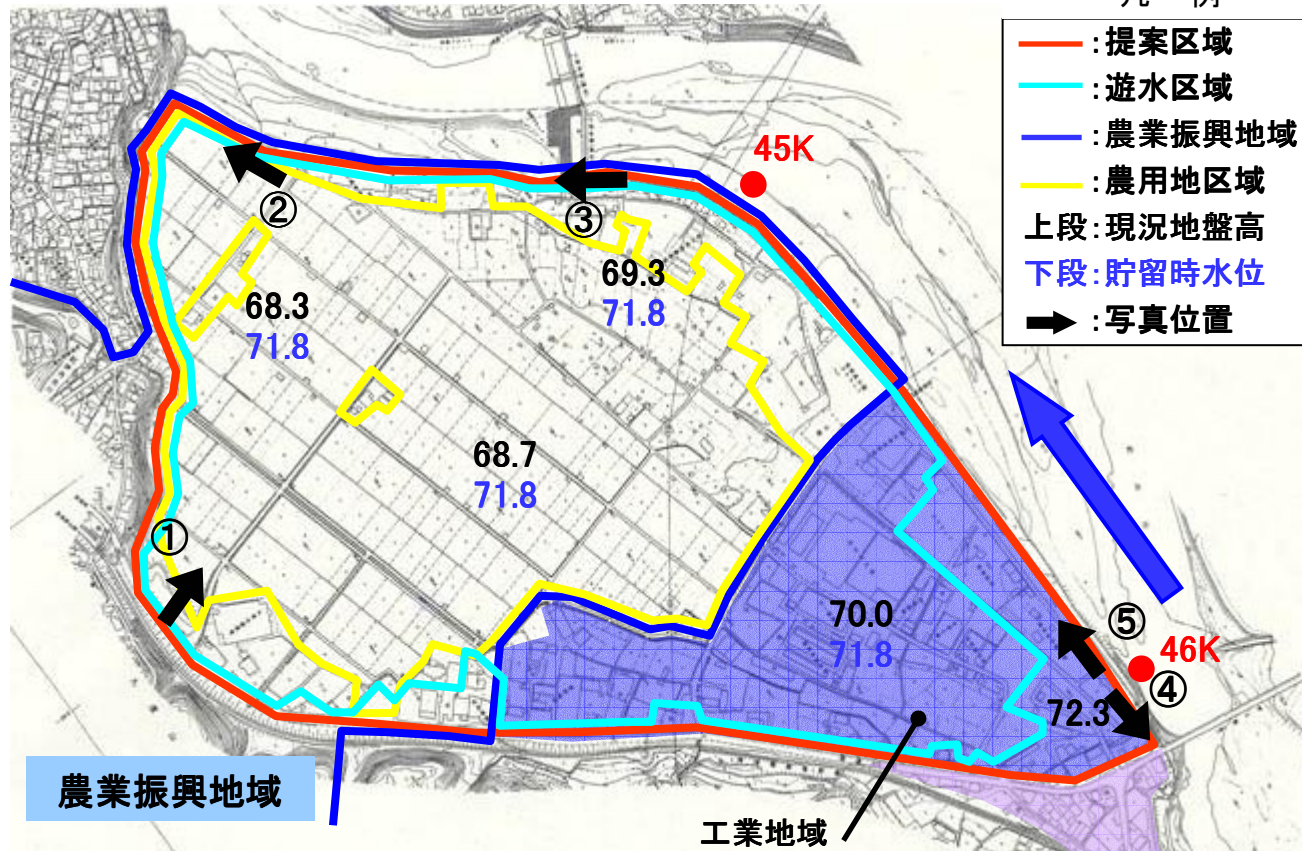 凡 例
:提案区域
:遊水区域
:農業振興地域
:農用地区域
上段:現況地盤高
下段:貯留時水位
:写真位置
45K
②
③
69.3
71.8
68.3
71.8
68.7
71.8
①
70.0
71.8
⑤
46K
④
72.3
農業振興地域
工業地域